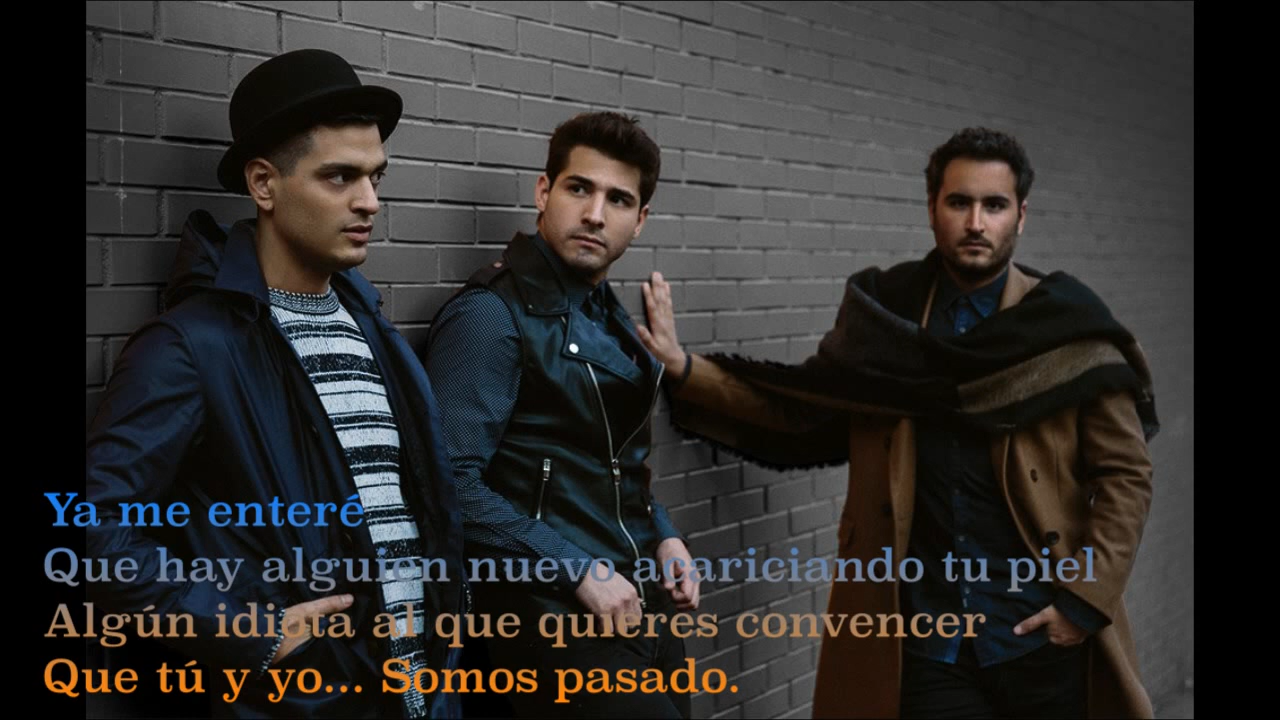 Ya me enteré
Que hay alguien nuevo acariciando tu piel
Algún idiota al que quieres convencer
Que tú y yo... Somos pasado.